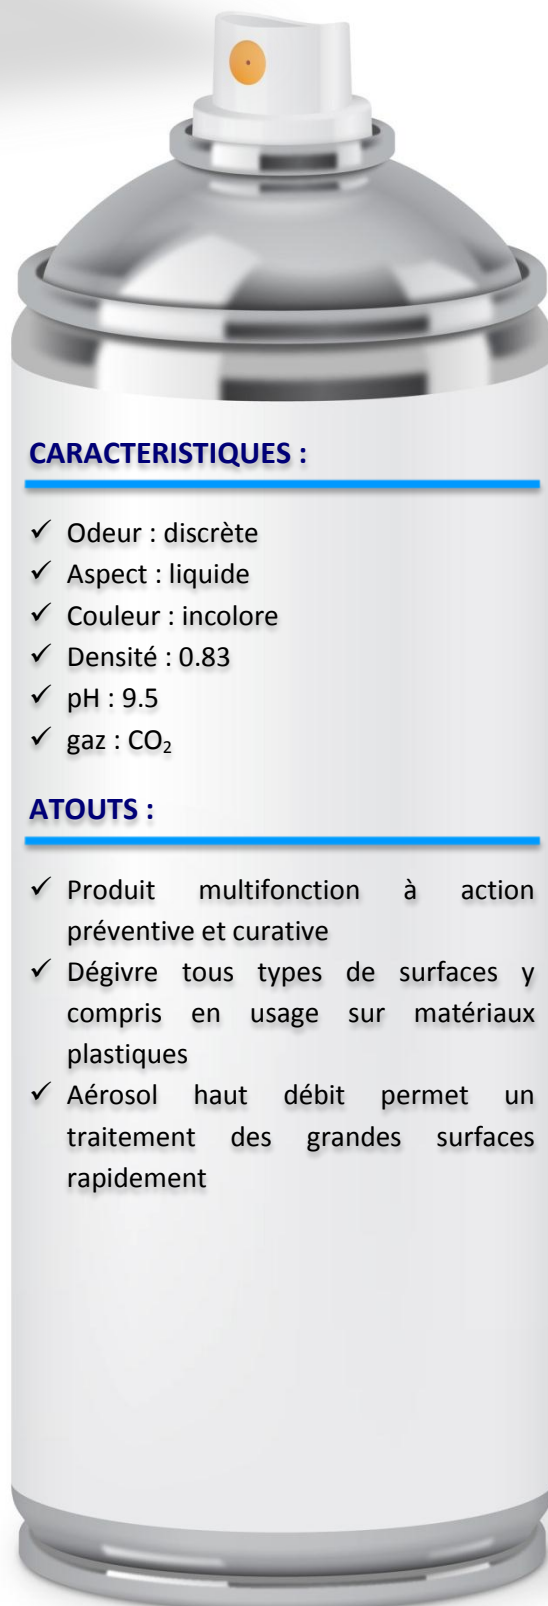 CARACTERISTIQUES :
✓ Odeur : discrète
✓ Aspect : liquide
✓ Couleur : incolore
✓ Densité : 0.83
✓ pH : 9.5
✓ gaz : CO₂
ATOUTS :
✓ Produit multifonction à action
préventive et curative
✓ Dégivre tous types de surfaces y
compris en usage sur matériaux
plastiques
✓ Aérosol haut débit permet un
traitement des grandes surfaces
rapidement